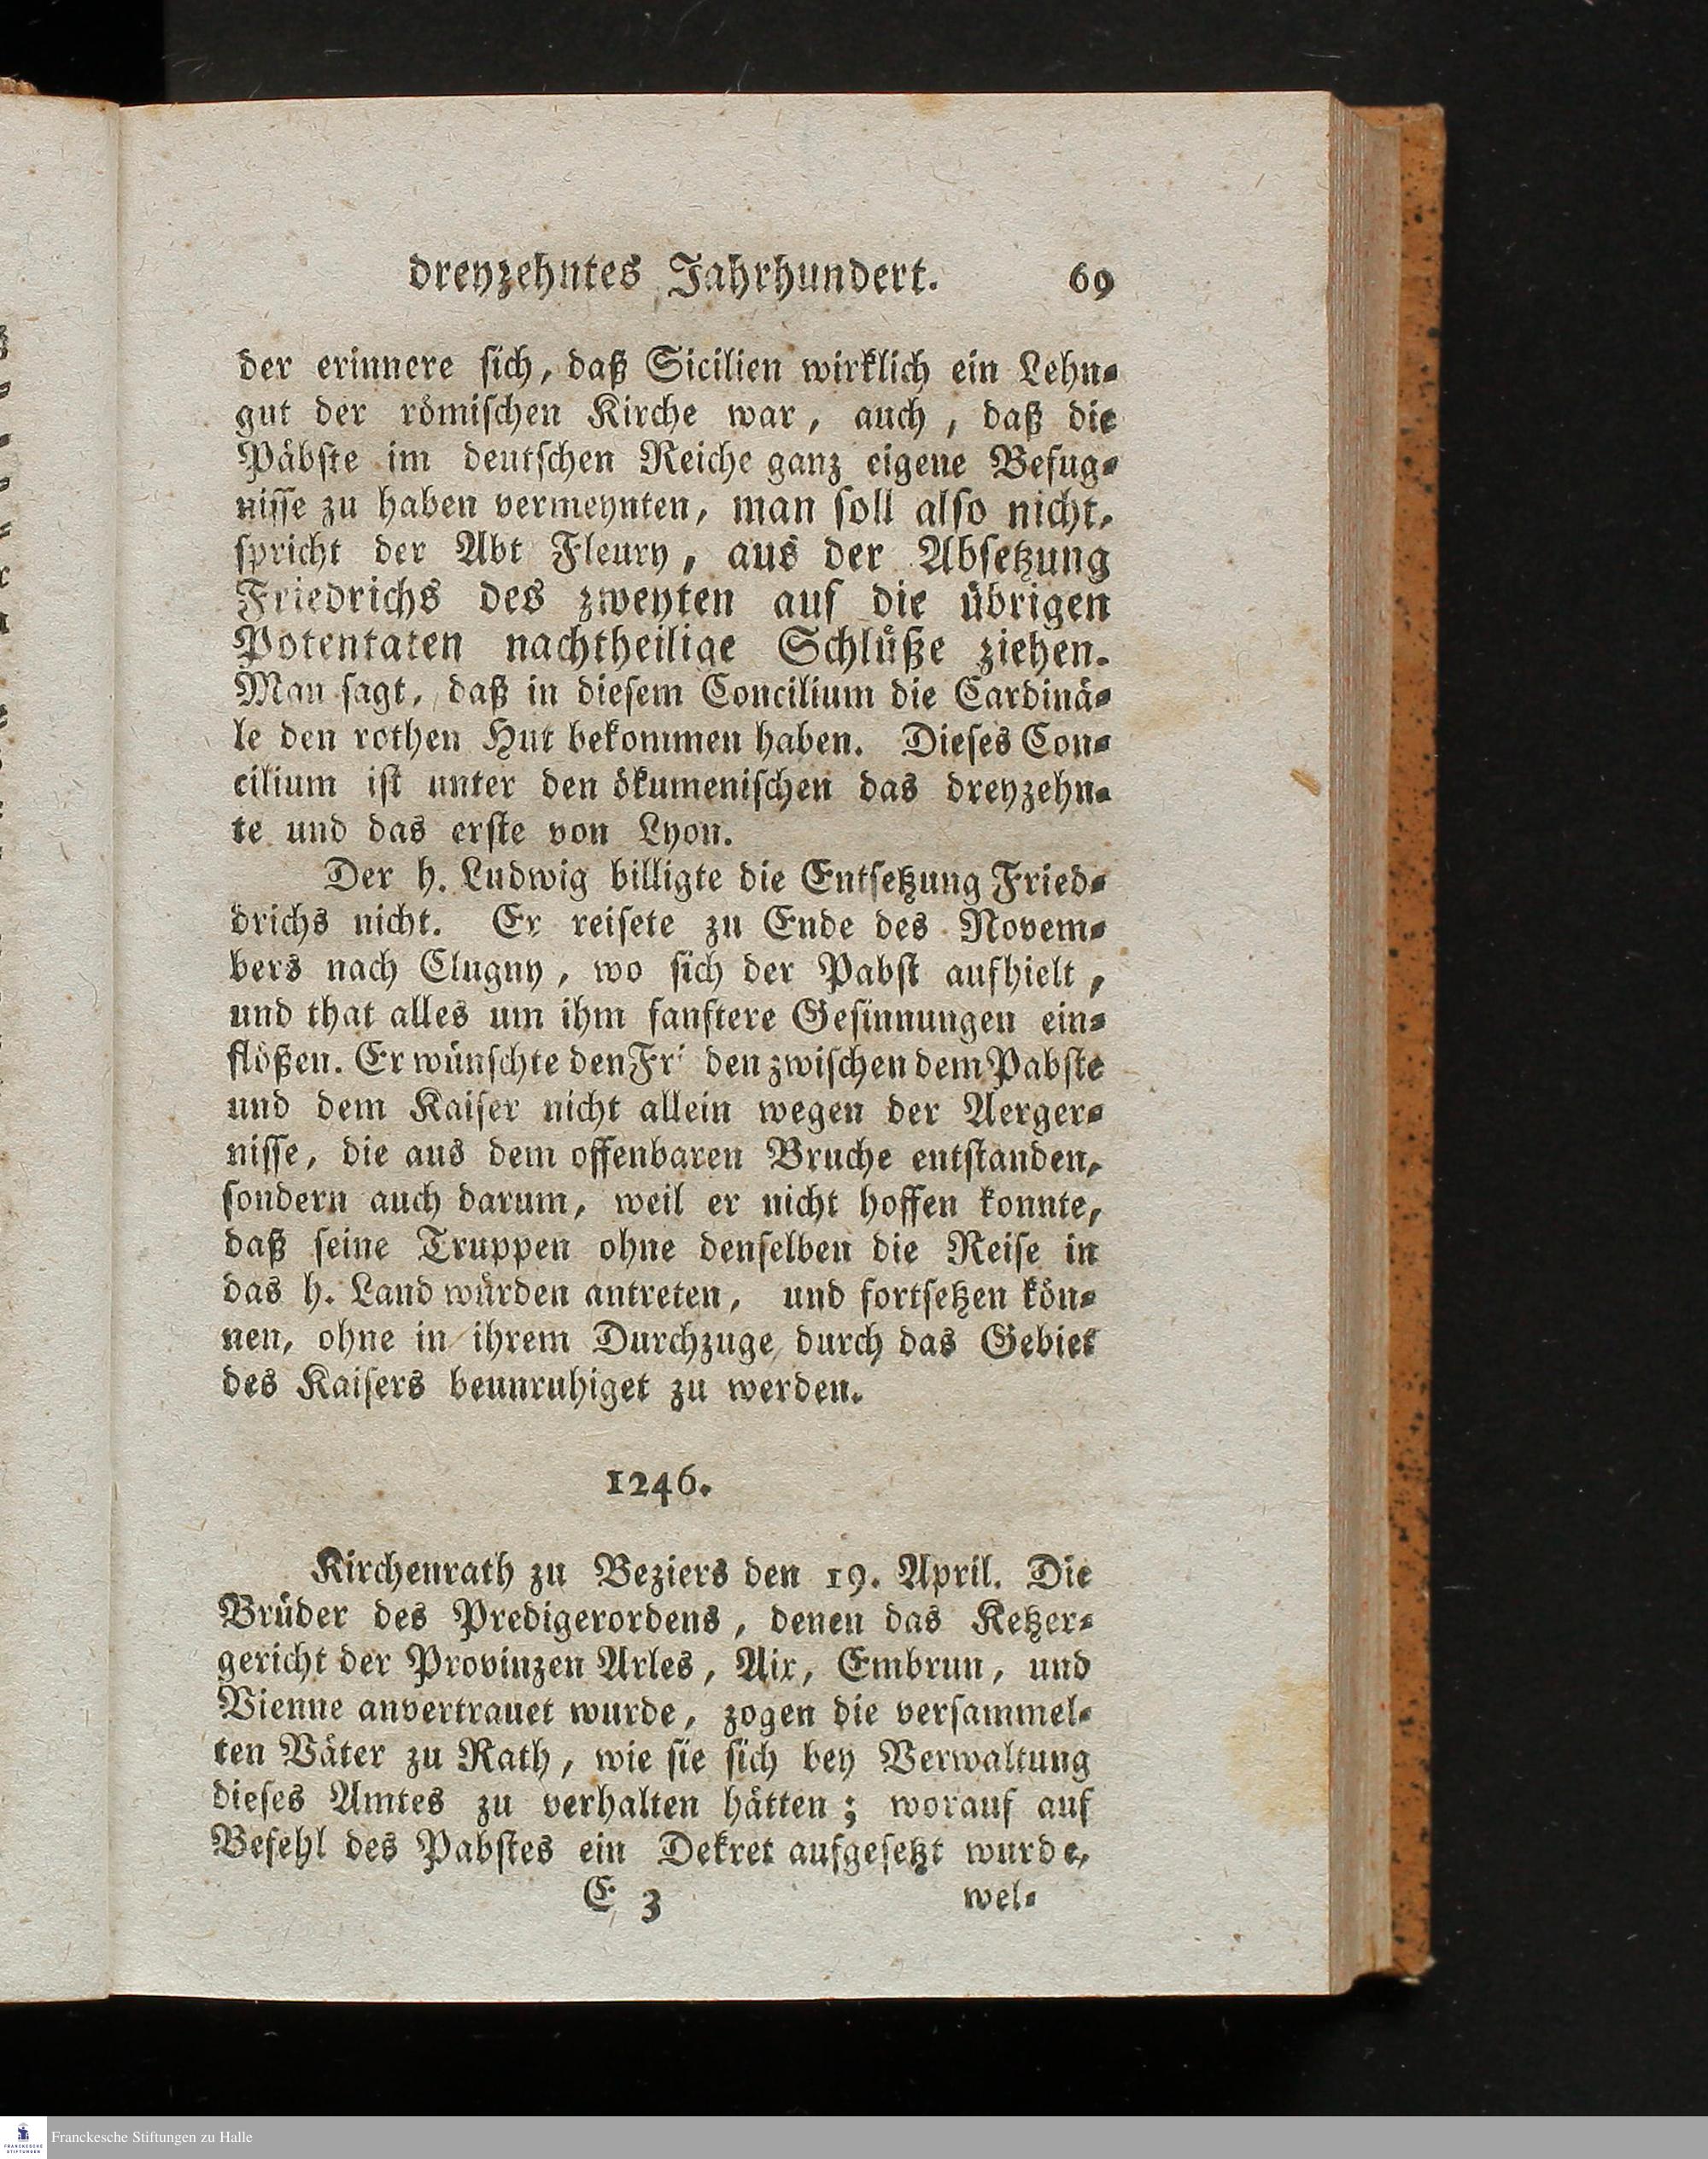 dreyzehntes Jahrhundert. 69
der erinnere sich, daß Sicilien wirklich ein Lehn-
gut der römischen Kirche war, auch, daß die
Päbste im deutschen Reiche ganz eigene Befug-
nisse zu haben vermeynten, man soll also nicht,
spricht der Abt Fleury, aus der Absetzung
Friedrichs des zweyten auf die übrigen
Potentaten nachtheilige Schlüße ziehen.
Man sagt, daß in diesem Concilium die Cardinä-
le den rothen Hut bekommen haben. Dieses Con-
cilium ist unter den ökumenischen das dreyzehn-
te und das erste von Lyon.
Der h. Ludwig billigte die Entsetzung Fried-
drichs nicht. Er reisete zu Ende des Novem-
bers nach Clugny, wo sich der Pabst aufhielt,
und that alles um ihm sanftere Gesinnungen ein-
flößen. Er wünschte den Fri den zwischen dem Pabste
und dem Kaiser nicht allein wegen der Aerger-
nisse, die aus dem offenbaren Bruche entstanden,
sondern auch darum, weil er nicht hoffen konnte,
daß seine Truppen ohne denselben die Reise in
das h. Land würden antreten, und fortsetzen kön-
nen, ohne in ihrem Durchzuge durch das Gebiet
des Kaisers beunruhiget zu werden.
1246.
Kirchenrath zu Beziers den 19. April. Die
Brüder des Predigerordens, denen das Ketzer-
gericht der Provinzen Arles, Aix, Embrun, und
Vienne anvertrauet wurde, zogen die versammel-
ten Väter zu Rath, wie sie sich bey Verwaltung
dieses Amtes zu verhalten hätten; worauf auf
Befehl des Pabstes ein Dekret aufgesetzt wurde,
E 3 wel-
Franckesche Stiftungen zu Halle